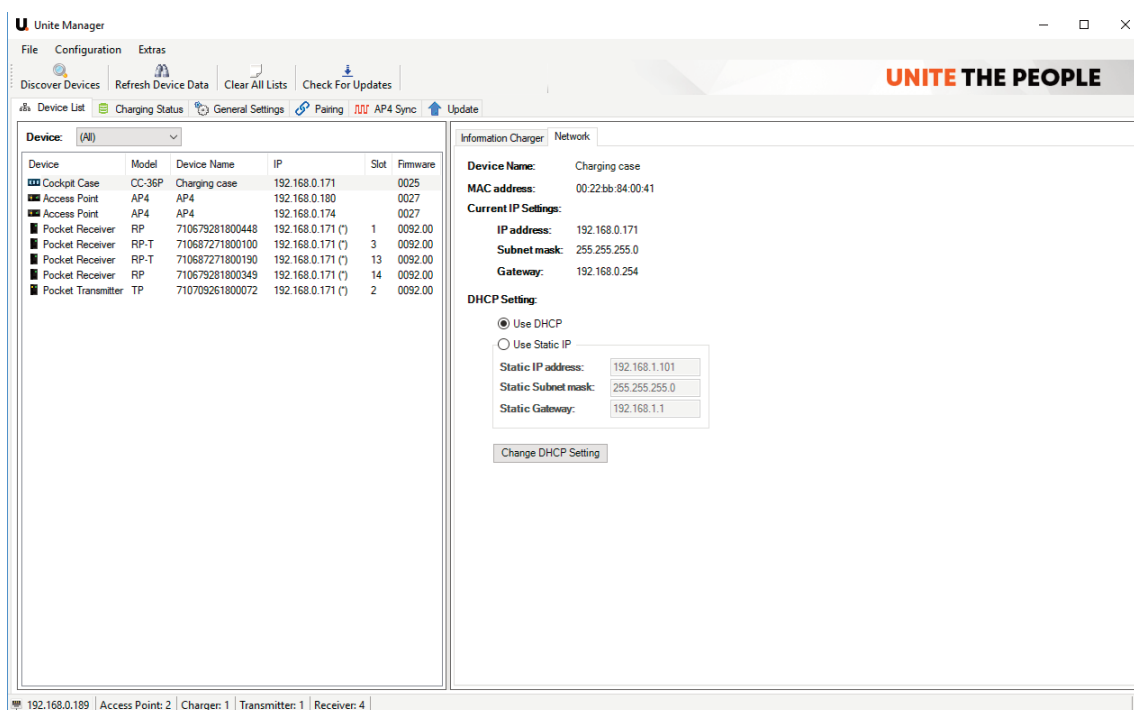 Unite Manager
File Configuration Extras
Discover Devices Refresh Device Data Clear All Lists Check For Updates
UNITE THE PEOPLE
Device List Charging Status General Settings Pairing AP4 Sync Update
Device: (All)
Device Model Device Name IP Slot Firmware
Cockpit Case CC-36P Charging case 192.168.0.171 0025
Access Point AP4 AP4 192.168.0.180 0027
Access Point AP4 AP4 192.168.0.174 0027
Pocket Receiver RP 710679281800448 192.168.0.171 (*) 1 0092.00
Pocket Receiver RP-T 710687271800100 192.168.0.171 (*) 3 0092.00
Pocket Receiver RP-T 710687271800190 192.168.0.171 (*) 13 0092.00
Pocket Receiver RP 710679281800349 192.168.0.171 (*) 14 0092.00
Pocket Transmitter TP 710709261800072 192.168.0.171 (*) 2 0092.00
Information Charger Network
Device Name: Charging case
MAC address: 00:22:bb:84:00:41
Current IP Settings:
IP address: 192.168.0.171
Subnet mask: 255.255.255.0
Gateway: 192.168.0.254
DHCP Setting:
Use DHCP
Use Static IP
Static IP address: 192.168.1.101
Static Subnet mask: 255.255.255.0
Static Gateway: 192.168.1.1
Change DHCP Setting
192.168.0.189 Access Point: 2 Charger: 1 Transmitter: 1 Receiver: 4